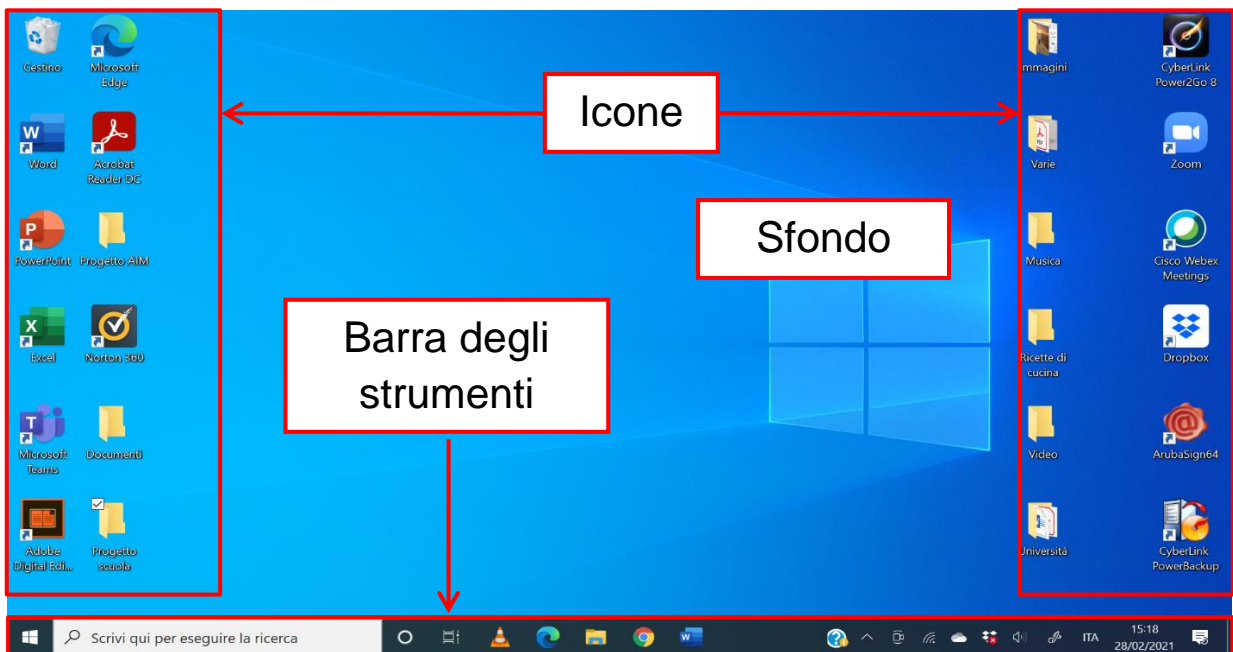 Cestino
Microsoft
Edge
Word
Acrobat
Reader DC
PowerPoint
Progetto AIM
Excel
Norton 360
Microsoft
Teams
Documenti
Adobe
Digital Edi...
Progetto
scuola
Icone
Sfondo
Barra degli
strumenti
mmagini
CyberLink
Power2Go 8
Varie
Zoom
Musica
Cisco Webex
Meetings
Ricette di
cucina
Dropbox
Video
ArubaSign64
Università
CyberLink
PowerBackup
Scrivi qui per eseguire la ricerca
ITA
15:18
28/02/2021